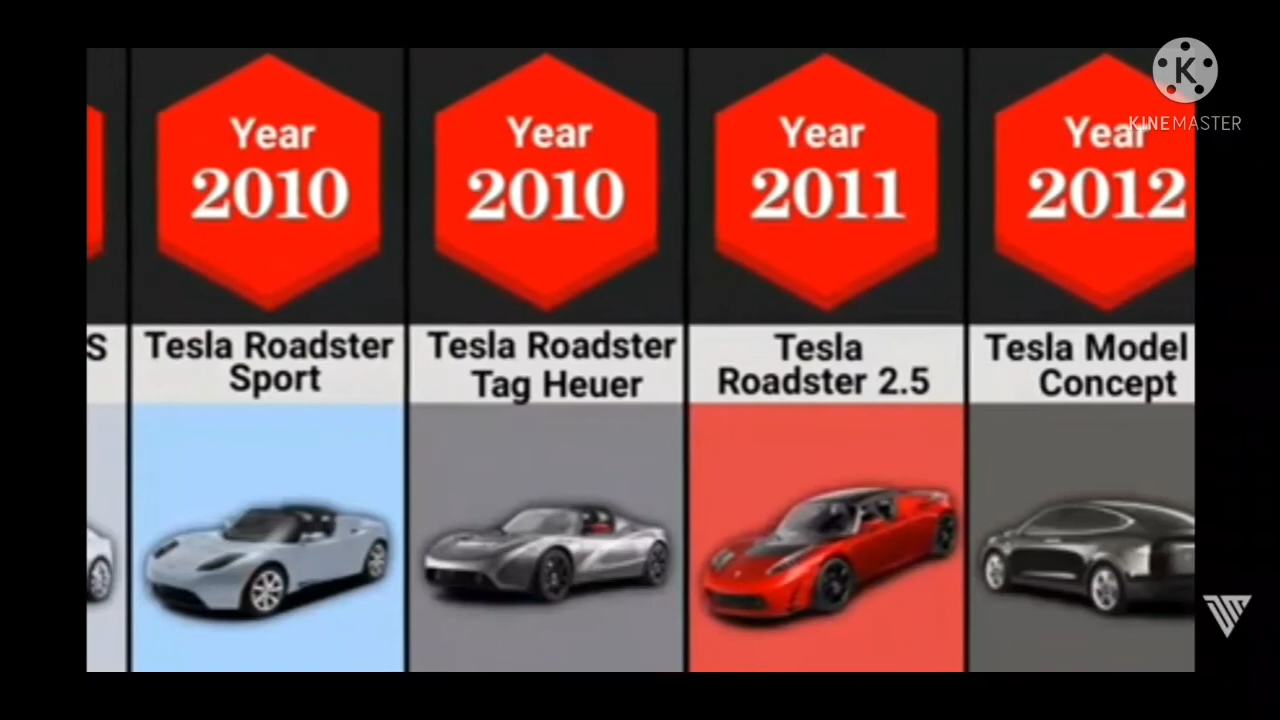 Year
2010
Year
2010
Year
2011
Year
2012
K
KINEMASTER
S
Tesla Roadster
Sport
Tesla Roadster
Tag Heuer
Tesla
Roadster 2.5
Tesla Model
Concept